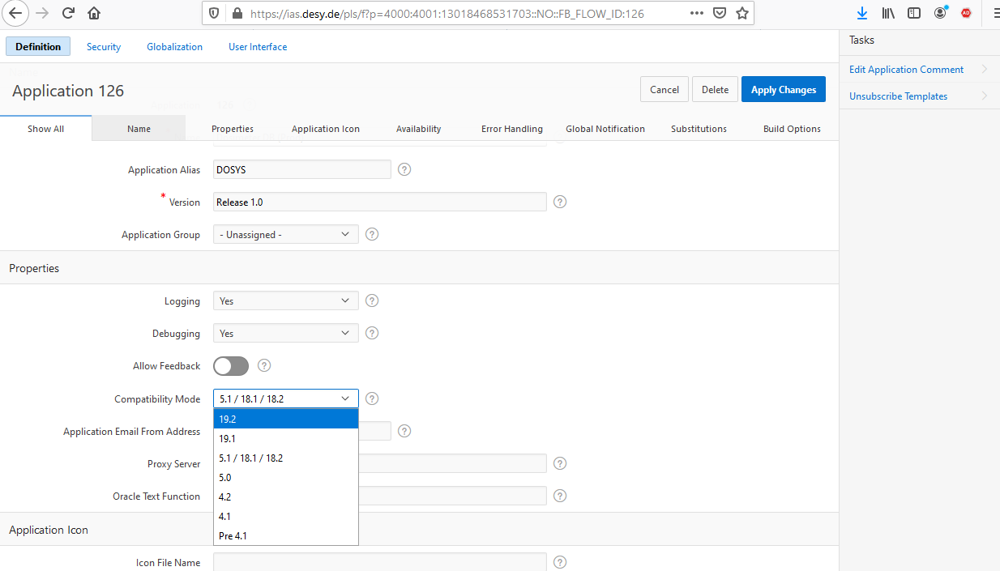 https://ias.desy.de/pls/f?p=4000:4001:13018468531703::NO::FB_FLOW_ID:126
Definition Security Globalization User Interface
Tasks
Edit Application Comment
Unsubscribe Templates
Application 126
Cancel Delete Apply Changes
Show All Name Properties Application Icon Availability Error Handling Global Notification Substitutions Build Options
Application Alias DOSYS ?
* Version Release 1.0 ?
Application Group - Unassigned - ?
Properties
Logging Yes ?
Debugging Yes ?
Allow Feedback ?
Compatibility Mode 5.1 / 18.1 / 18.2 ?
19.2
Application Email From Address ?
19.1
5.1 / 18.1 / 18.2
Proxy Server ?
5.0
Oracle Text Function ?
4.2
4.1
Pre 4.1
Application Icon
Icon File Name ?